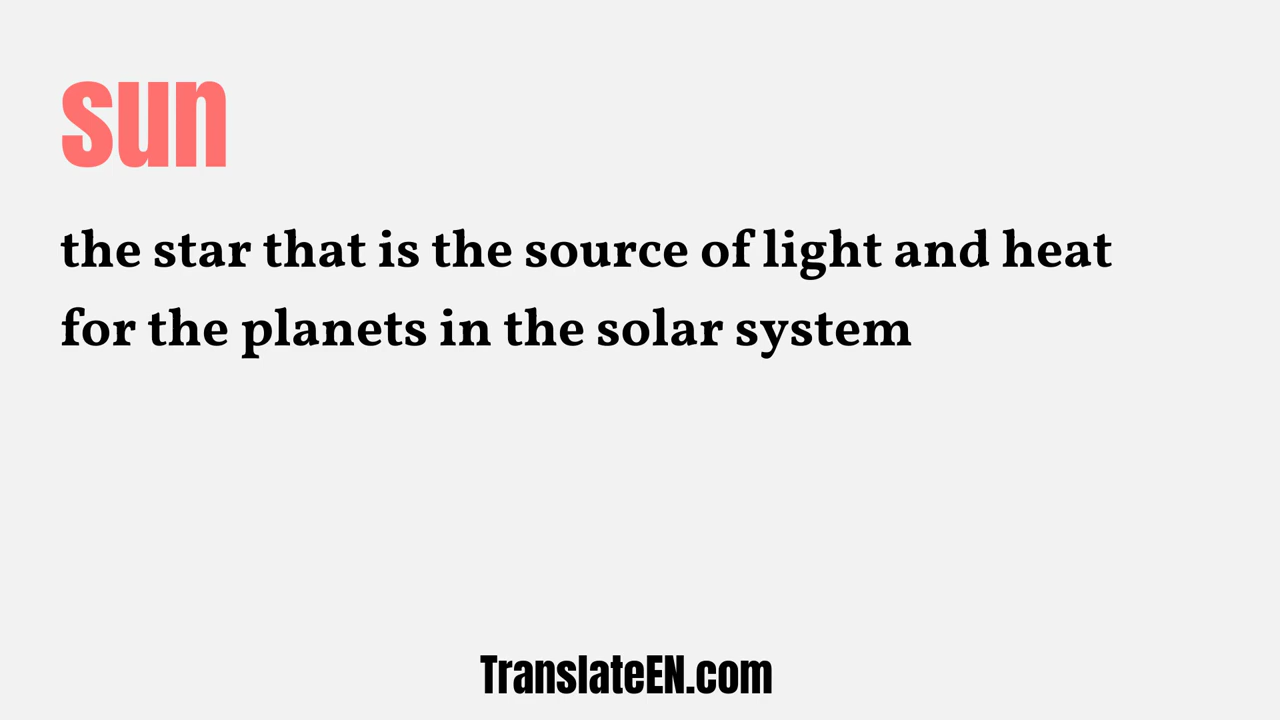 sun
the star that is the source of light and heat
for the planets in the solar system
TranslateEN.com